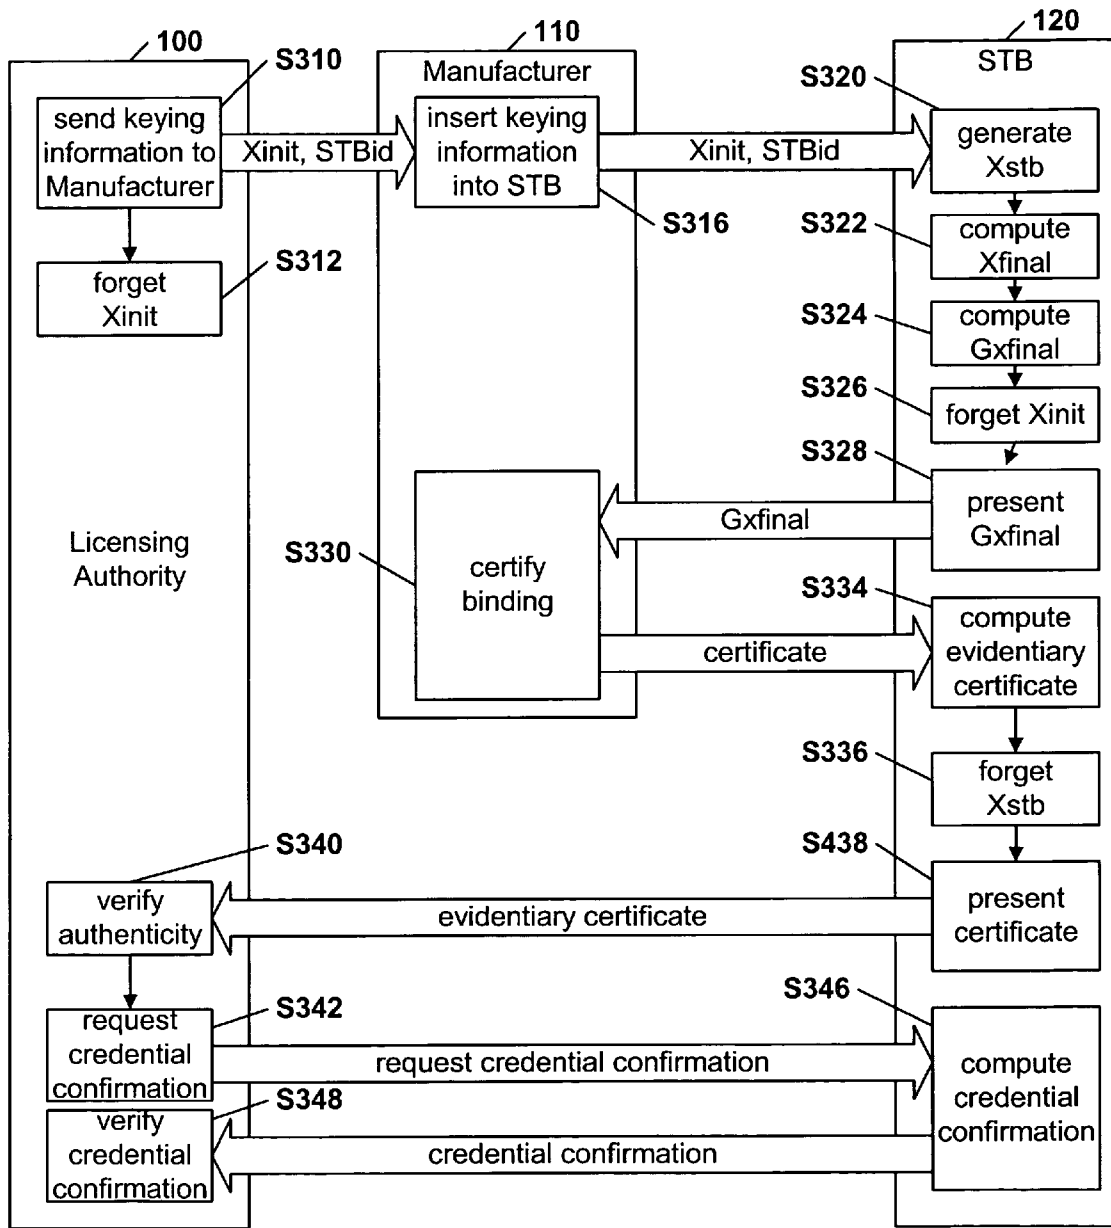 100
110
120
S310
Manufacturer
STB
S320
send keying
information to
Manufacturer
Xinit, STBid
insert keying
information
into STB
Xinit, STBid
generate
Xstb
S316
S322
compute
Xfinal
S312
forget
Xinit
S324
compute
Gxfinal
S326
forget Xinit
S328
present
Gxfinal
Gxfinal
Licensing
Authority
S330
certify
binding
S334
compute
evidentiary
certificate
certificate
S336
forget
Xstb
S340
S438
verify
authenticity
evidentiary certificate
present
certificate
S342
S346
request
credential
confirmation
request credential confirmation
compute
credential
confirmation
S348
verify
credential
confirmation
credential confirmation